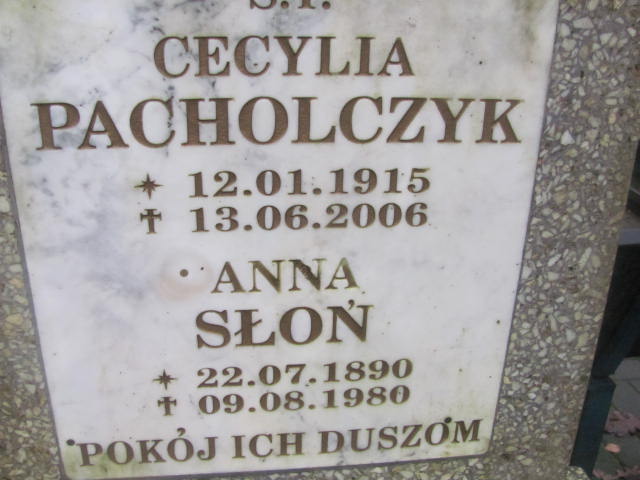 Ś.P.
CECYLIA
PACHOLCZYK
* 12.01.1915
✝ 13.06.2006
ANNA
SŁOŃ
* 22.07.1890
✝ 09.08.1980
POKÓJ ICH DUSZOM